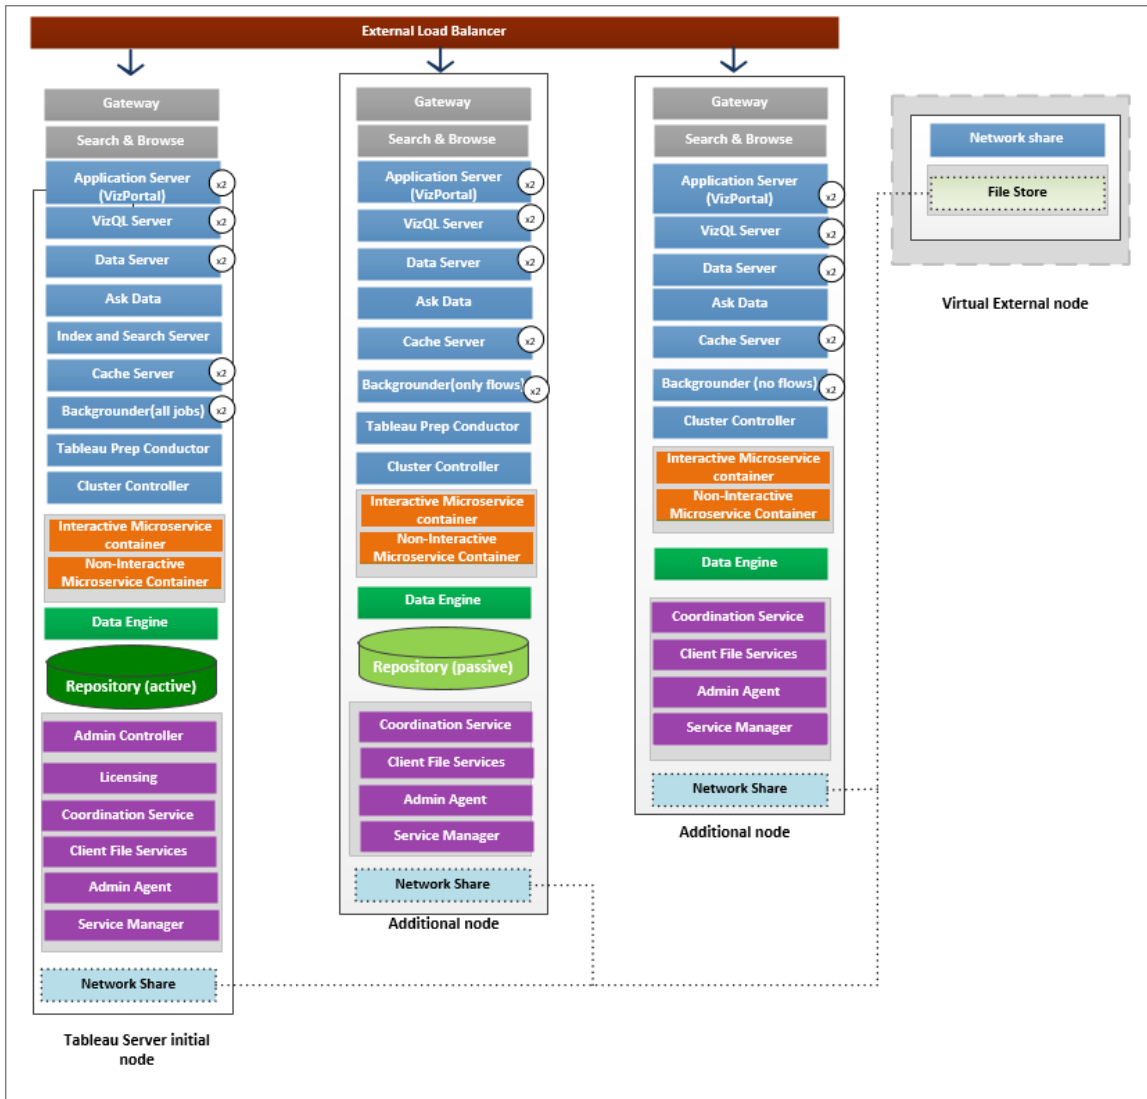 External Load Balancer
Gateway
Search & Browse
Application Server
(VizPortal)
x2
VizQL Server
x2
Data Server
x2
Ask Data
Index and Search Server
Cache Server
x2
Backgrounder(all jobs)
x2
Tableau Prep Conductor
Cluster Controller
Interactive Microservice
container
Non-Interactive
Microservice Container
Data Engine
Repository (active)
Admin Controller
Licensing
Coordination Service
Client File Services
Admin Agent
Service Manager
Network Share
Tableau Server initial
node
Gateway
Search & Browse
Application Server
(VizPortal)
x2
VizQL Server
x2
Data Server
x2
Ask Data
Cache Server
x2
Backgrounder(only flows)
x2
Tableau Prep Conductor
Cluster Controller
Interactive Microservice
container
Non-Interactive
Microservice Container
Data Engine
Repository (passive)
Coordination Service
Client File Services
Admin Agent
Service Manager
Network Share
Additional node
Gateway
Search & Browse
Application Server
(VizPortal)
x2
VizQL Server
x2
Data Server
x2
Ask Data
Cache Server
x2
Backgrounder (no flows)
x2
Cluster Controller
Interactive Microservice
container
Non-Interactive
Microservice Container
Data Engine
Coordination Service
Client File Services
Admin Agent
Service Manager
Network Share
Additional node
Network share
File Store
Virtual External node